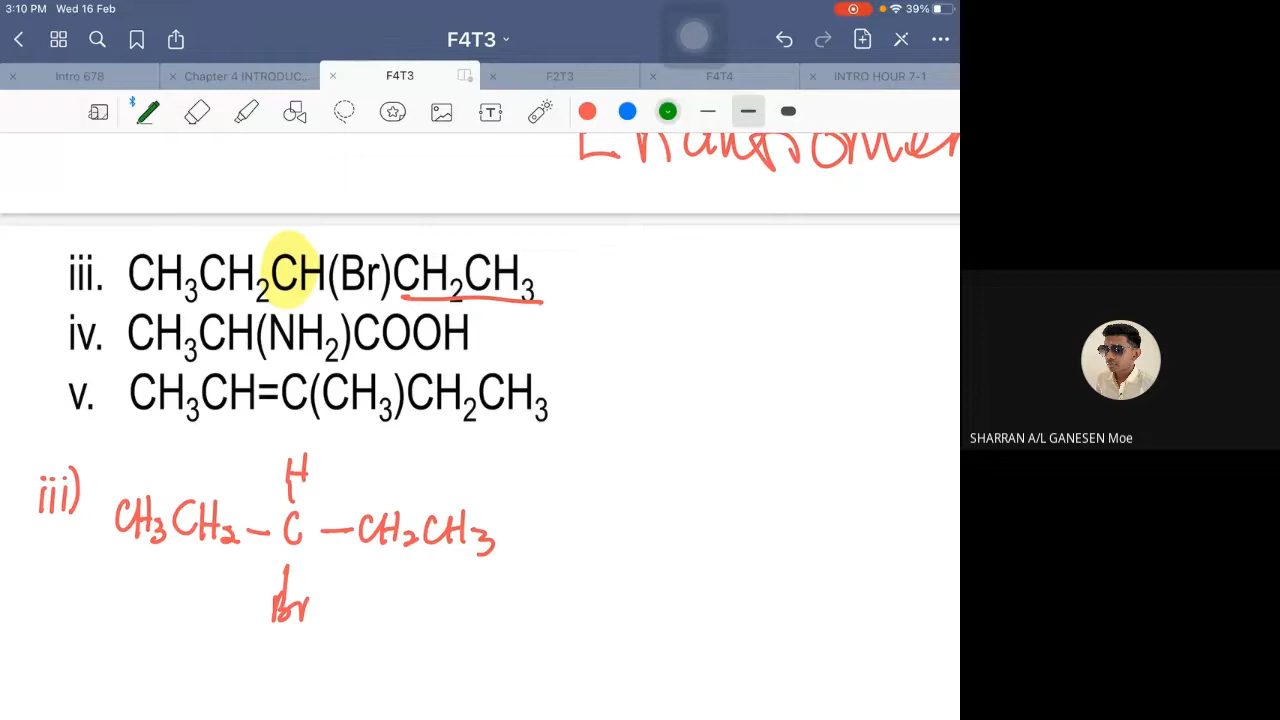 3:10 PM Wed 16 Feb 39%
F4T3
Intro 678 Chapter 4 INTRODUC... F4T3 F2T3 F4T4 INTRO HOUR 7-1
iii. CH₃CH₂CH(Br)CH₂CH₃
iv. CH₃CH(NH₂)COOH
v. CH₃CH=C(CH₃)CH₂CH₃
SHARRAN A/L GANESEN Moe
H
iii) CH₃CH₂—C—CH₂CH₃
Br